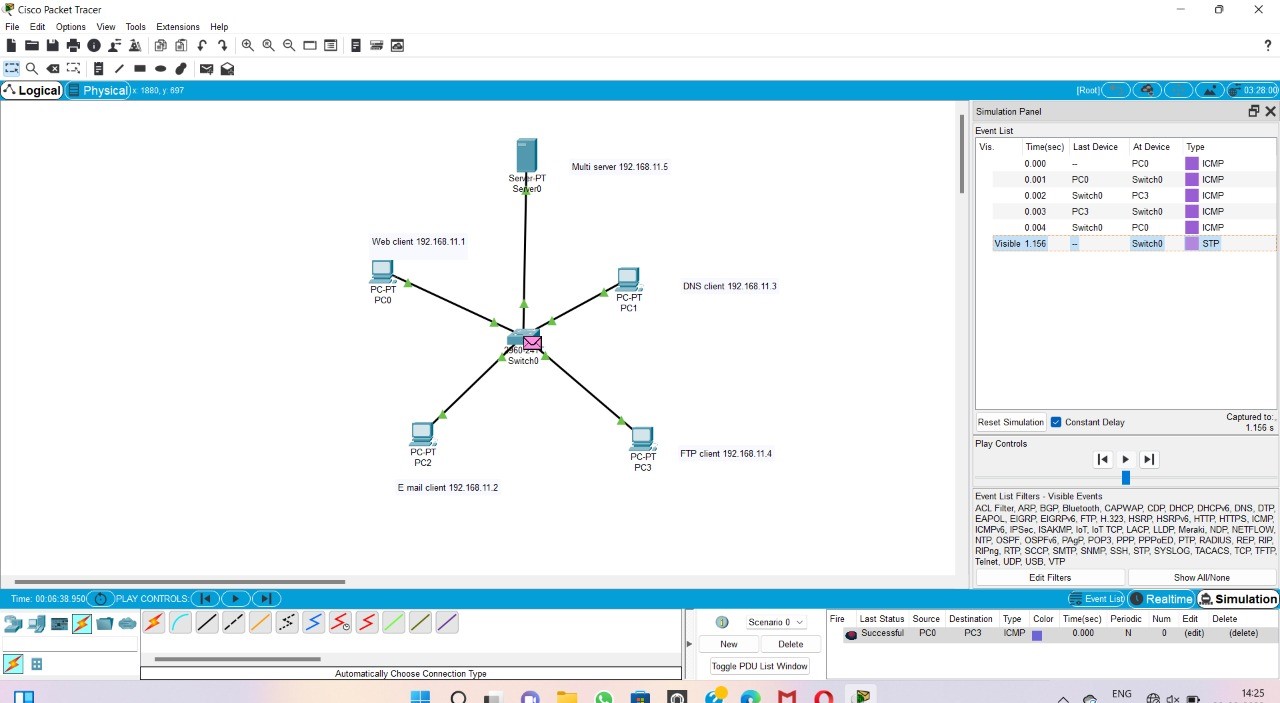 Cisco Packet Tracer
File Edit Options View Tools Extensions Help
?
Logical Physical x: 1880, y: 697 [Root] 03:28:00
Simulation Panel
Event List
Vis. Time(sec) Last Device At Device Type
0.000 -- PC0 ICMP
0.001 PC0 Switch0 ICMP
0.002 Switch0 PC3 ICMP
0.003 PC3 Switch0 ICMP
0.004 Switch0 PC0 ICMP
Visible 1.156 -- Switch0 STP
Server-PT
Server0
Multi server 192.168.11.5
Web client 192.168.11.1
PC-PT
PC0
PC-PT
PC1
DNS client 192.168.11.3
Switch0
PC-PT
PC2
E mail client 192.168.11.2
PC-PT
PC3
FTP client 192.168.11.4
Reset Simulation Constant Delay Captured to:
1.156 s
Play Controls
Event List Filters - Visible Events
ACL Filter, ARP, BGP, Bluetooth, CAPWAP, CDP, DHCP, DHCPv6, DNS, DTP,
EAPOL, EIGRP, EIGRPv6, FTP, H.323, HSRP, HSRPv6, HTTP, HTTPS, ICMP,
ICMPv6, IPSec, ISAKMP, IoT, IoT TCP, LACP, LLDP, Meraki, NDP, NETFLOW,
NTP, OSPF, OSPFv6, PAgP, POP3, PPP, PPPoED, PTP, RADIUS, REP, RIP,
RIPng, RTP, SCCP, SMTP, SNMP, SSH, STP, SYSLOG, TACACS, TCP, TFTP,
Telnet, UDP, USB, VTP
Edit Filters Show All/None
Time: 00:06:38.950 PLAY CONTROLS: Event List Realtime Simulation
Scenario 0
New Delete
Toggle PDU List Window
Fire Last Status Source Destination Type Color Time(sec) Periodic Num Edit Delete
Successful PC0 PC3 ICMP 0.000 N 0 (edit) (delete)
Automatically Choose Connection Type
ENG 14:25